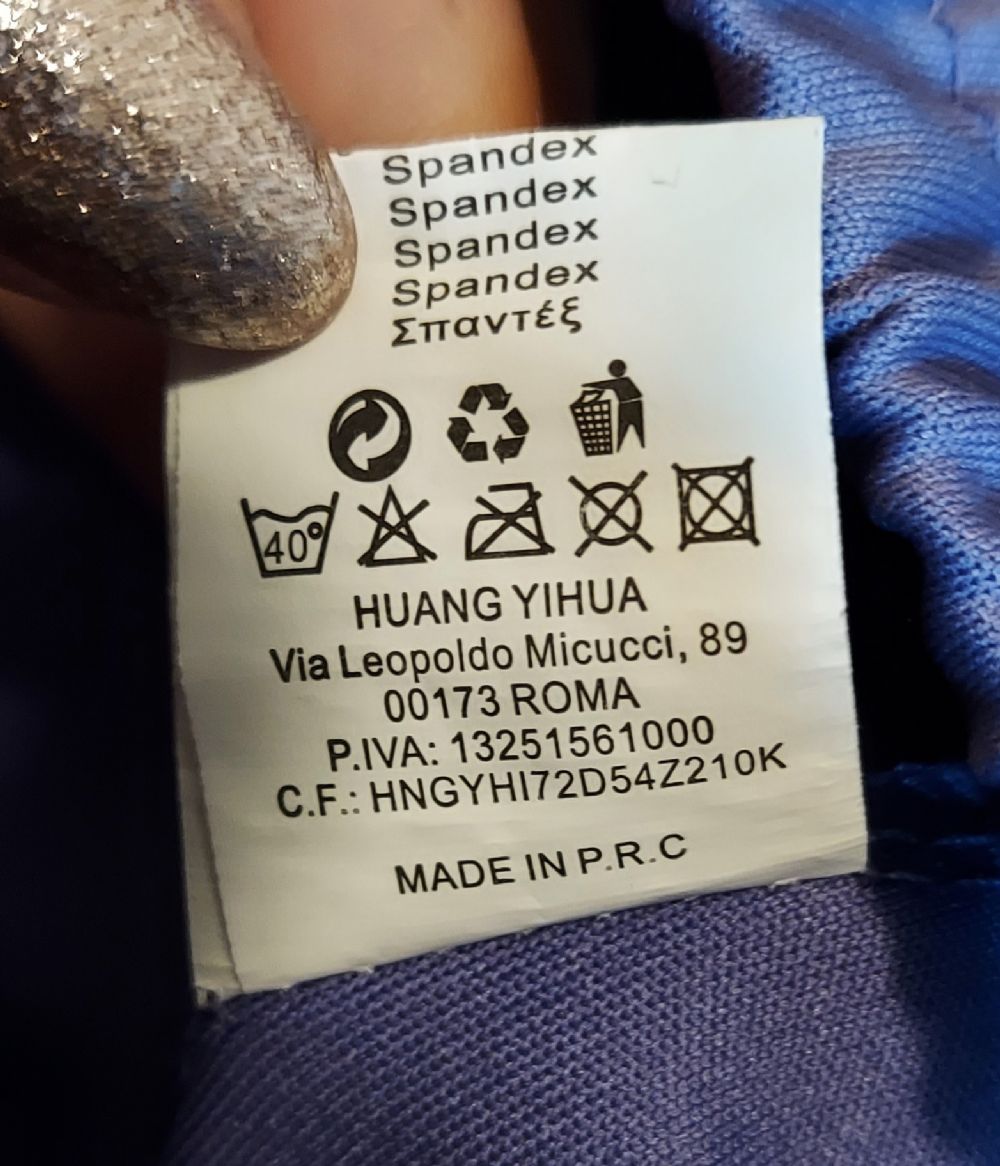 Spandex
Spandex
Spandex
Spandex
Σπαντέξ
40°
HUANG YIHUA
Via Leopoldo Micucci, 89
00173 ROMA
P.IVA: 13251561000
C.F.: HNGYHI72D54Z210K
MADE IN P.R.C